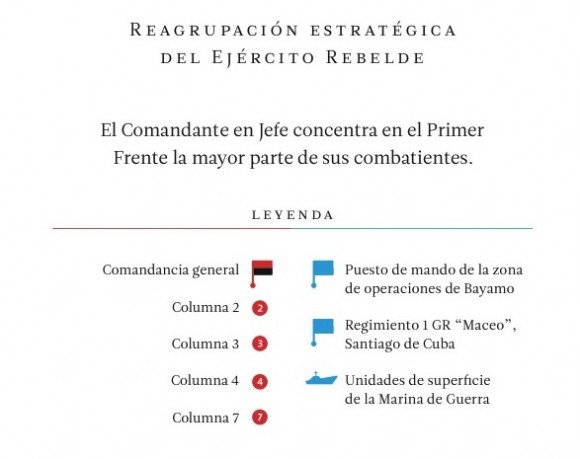 REAGRUPACIÓN ESTRATÉGICA
DEL EJÉRCITO REBELDE
El Comandante en Jefe concentra en el Primer
Frente la mayor parte de sus combatientes.
LEYENDA
Comandancia general
Columna 2 2
Columna 3 3
Columna 4 4
Columna 7 7
Puesto de mando de la zona
de operaciones de Bayamo
Regimiento 1 GR “Maceo”,
Santiago de Cuba
Unidades de superficie
de la Marina de Guerra